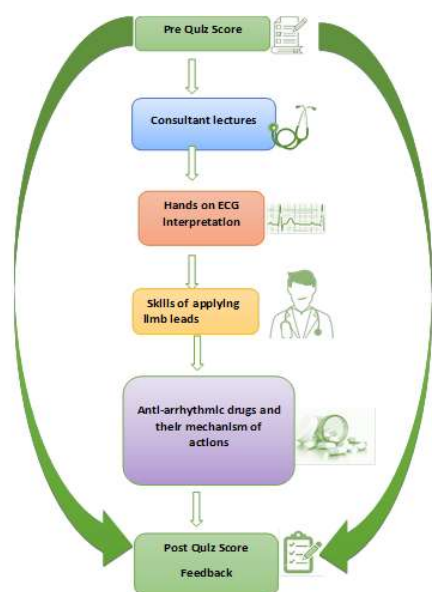 Pre Quiz Score
Consultant lectures
Hands on ECG
Interpretation
Skills of applying
limb leads
Anti-arrhythmic drugs and
their mechanism of
actions
Post Quiz Score
Feedback